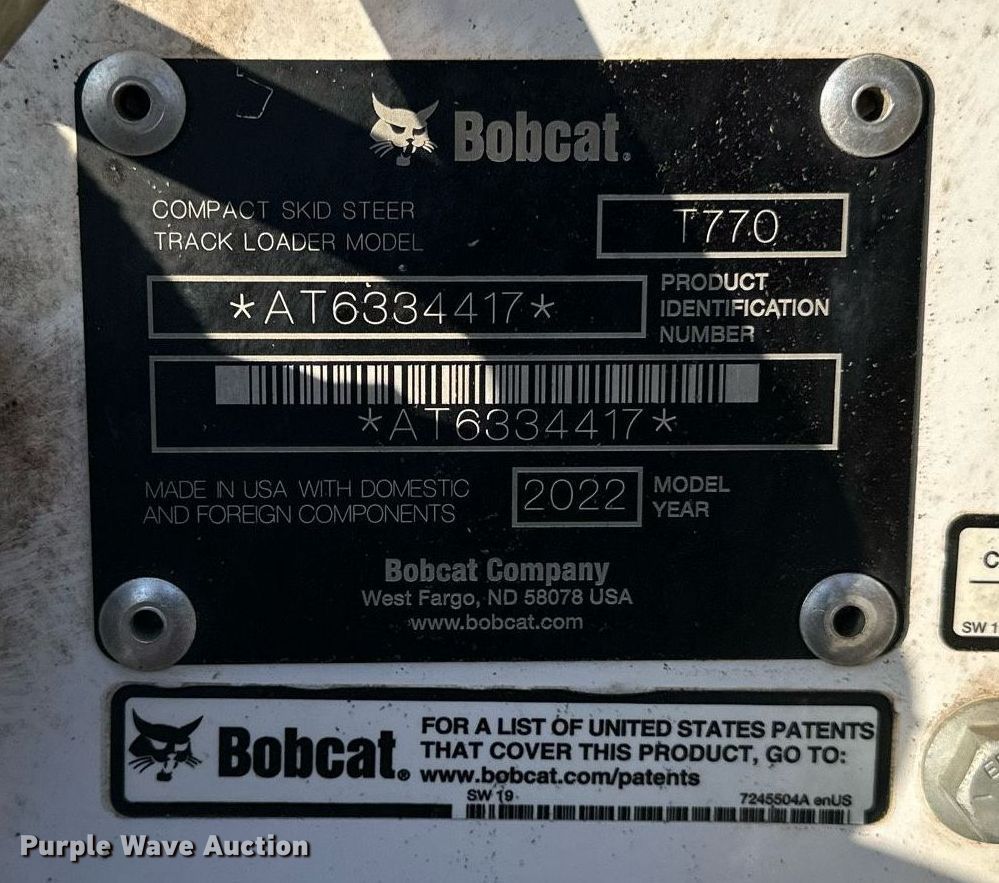 Bobcat.
COMPACT SKID STEER
TRACK LOADER MODEL
T770
*AT6334417*
PRODUCT
IDENTIFICATION
NUMBER
*AT6334417*
MADE IN USA WITH DOMESTIC
AND FOREIGN COMPONENTS
2022
MODEL
YEAR
Bobcat Company
West Fargo, ND 58078 USA
www.bobcat.com
C
SW 1
Bobcat.
FOR A LIST OF UNITED STATES PATENTS
THAT COVER THIS PRODUCT, GO TO:
www.bobcat.com/patents
SW 19
7245504A enUS
Purple Wave Auction